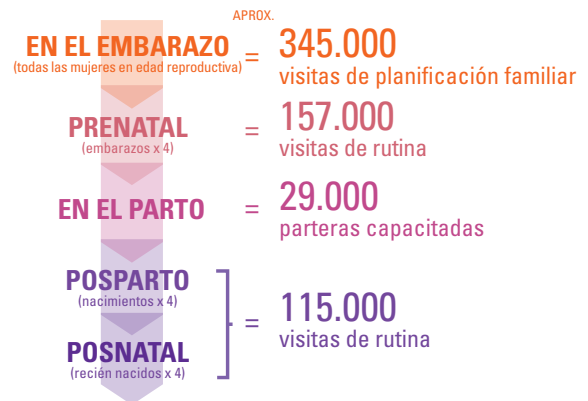 APROX.
EN EL EMBARAZO
(todas las mujeres en edad reproductiva)
=
345.000
visitas de planificación familiar
PRENATAL
(embarazos x 4)
=
157.000
visitas de rutina
EN EL PARTO
=
29.000
parteras capacitadas
POSPARTO
(nacimientos x 4)
POSNATAL
(recién nacidos x 4)
=
115.000
visitas de rutina